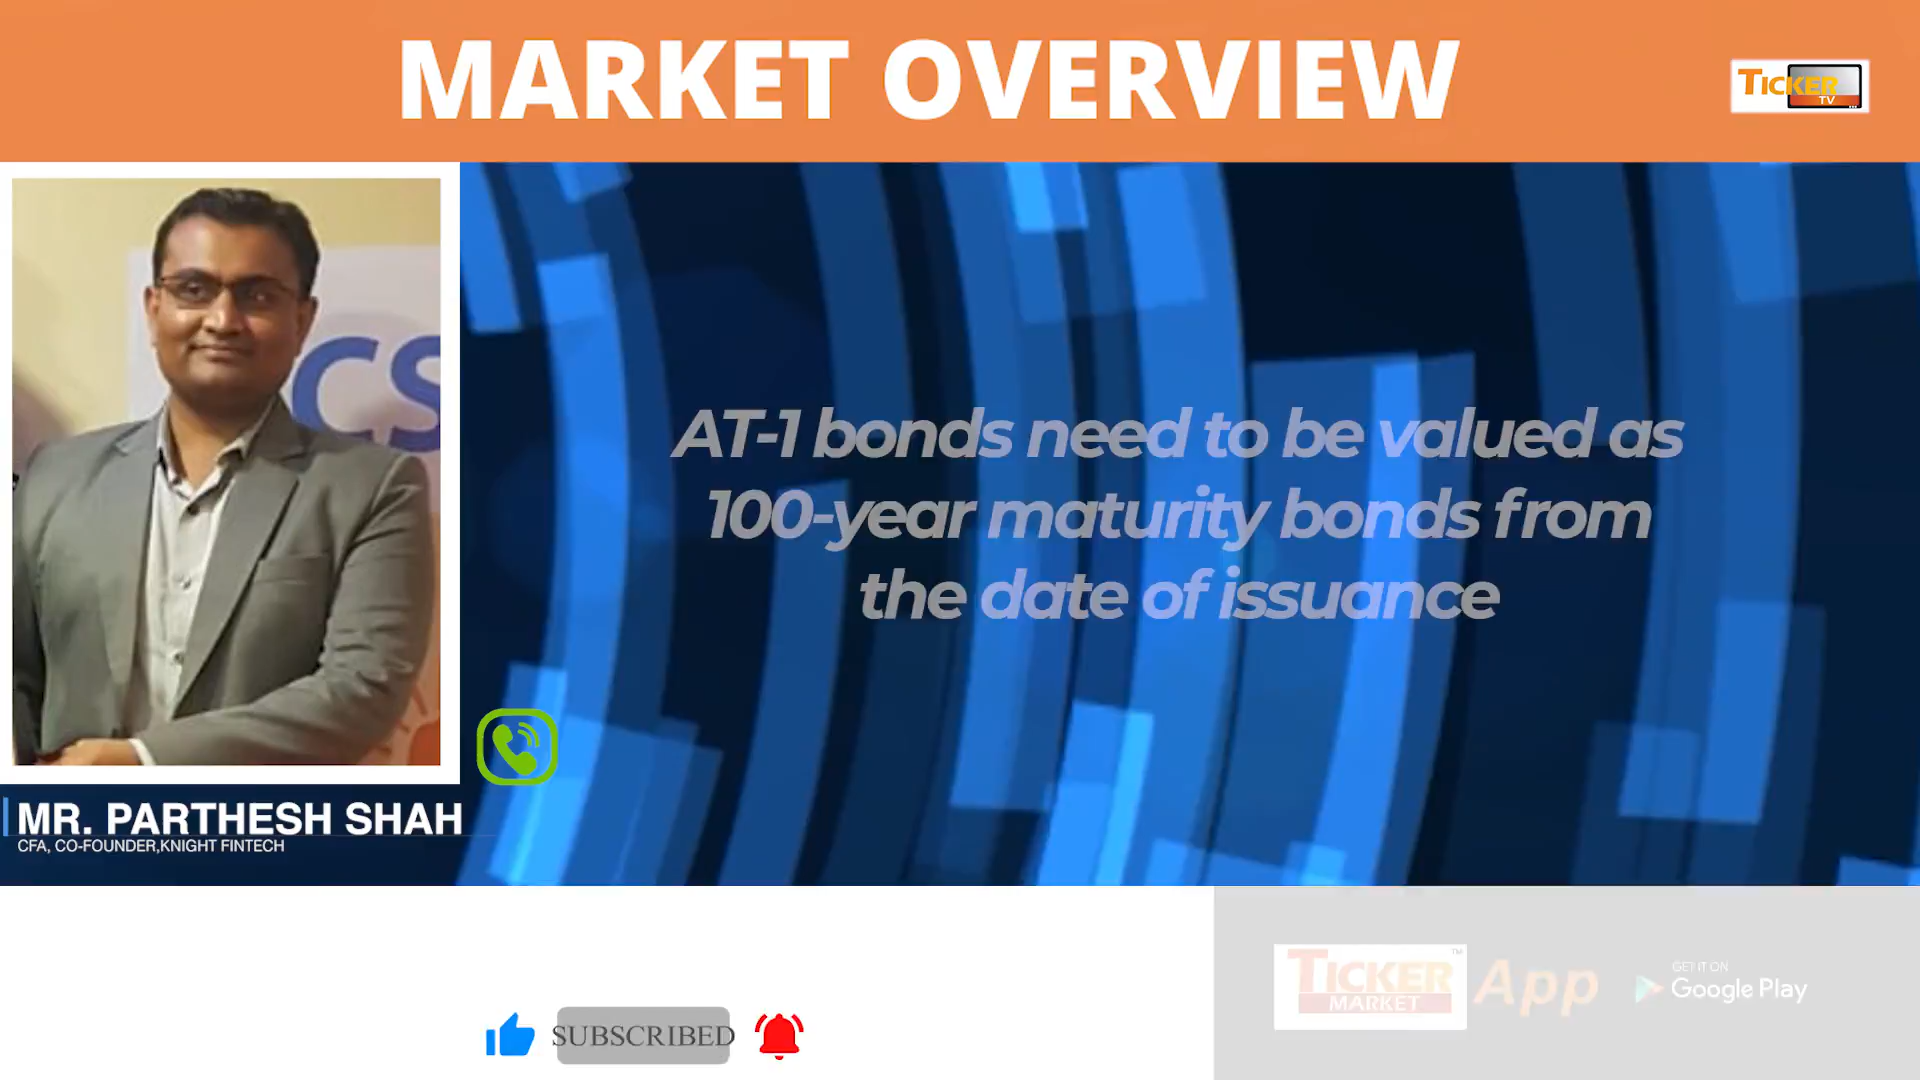 MARKET OVERVIEW
TICKER
TV
CS
AT-1 bonds need to be valued as
100-year maturity bonds from
the date of issuance
MR. PARTHESH SHAH
CFA, CO-FOUNDER,KNIGHT FINTECH
SUBSCRIBED
TICKER
MARKET
TM
App
GET IT ON
Google Play